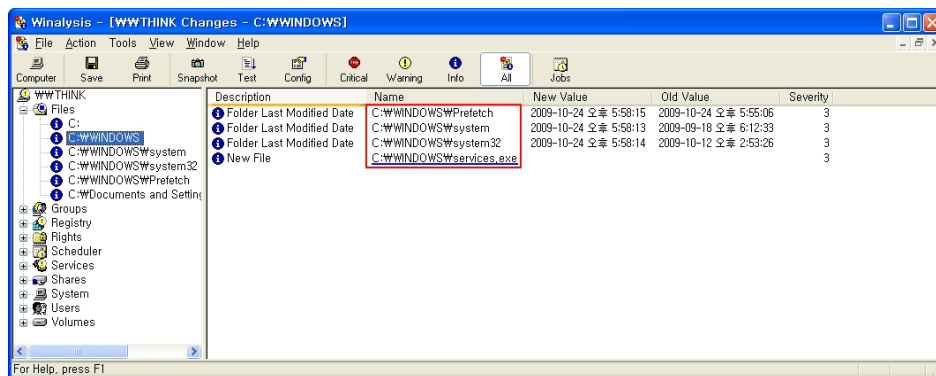 Winalysis - [₩₩THINK Changes - C:₩WINDOWS]
File Action Tools View Window Help
Computer Save Print Snapshot Test Config Critical Warning Info All Jobs
₩₩THINK
Files
C:
C:₩WINDOWS
C:₩WINDOWS₩system
C:₩WINDOWS₩system32
C:₩WINDOWS₩Prefetch
C:₩Documents and Setting
Groups
Registry
Rights
Scheduler
Services
Shares
System
Users
Volumes
Description Name New Value Old Value Severity
Folder Last Modified Date C:₩WINDOWS₩Prefetch 2009-10-24 오후 5:58:15 2009-10-24 오후 5:55:06 3
Folder Last Modified Date C:₩WINDOWS₩system 2009-10-24 오후 5:58:13 2009-09-18 오후 6:12:33 3
Folder Last Modified Date C:₩WINDOWS₩system32 2009-10-24 오후 5:58:14 2009-10-12 오후 2:53:26 3
New File C:₩WINDOWS₩services.exe 3
For Help, press F1